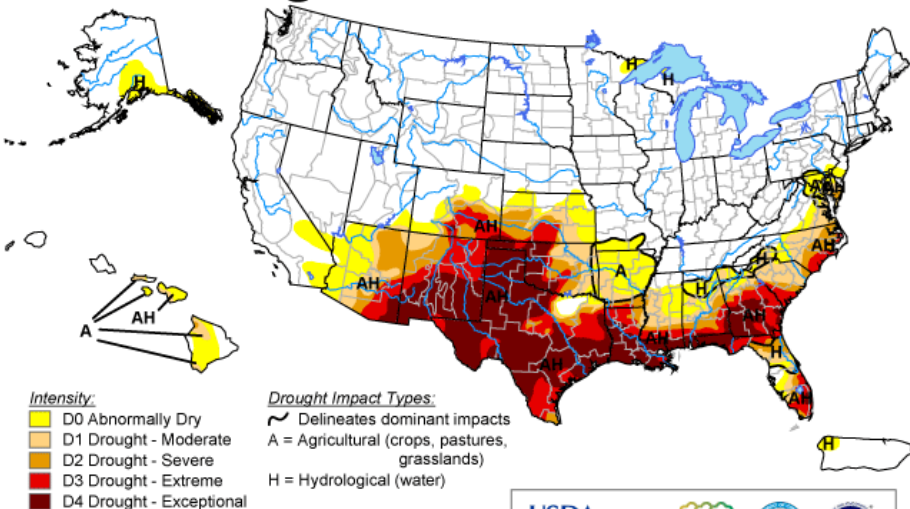 H
H
H
AH
A
H
H
AH
AH
AH
AH
AH
AH
AH
H
AH
A
AH
H
Intensity:
D0 Abnormally Dry
D1 Drought - Moderate
D2 Drought - Severe
D3 Drought - Extreme
D4 Drought - Exceptional
Drought Impact Types:
Delineates dominant impacts
A = Agricultural (crops, pastures,
grasslands)
H = Hydrological (water)
USDA